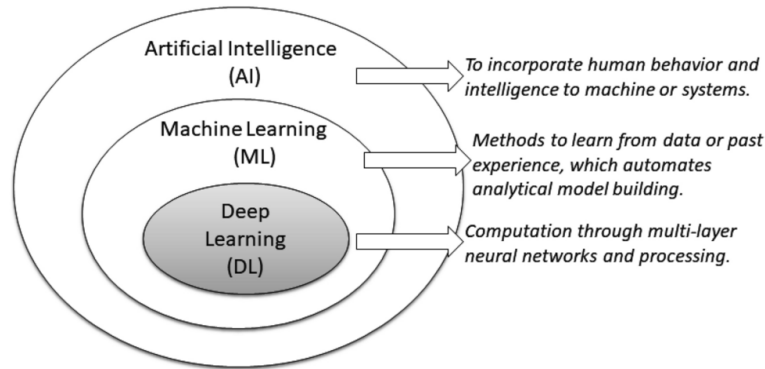 Artificial Intelligence
(AI)
To incorporate human behavior and
intelligence to machine or systems.
Machine Learning
(ML)
Methods to learn from data or past
experience, which automates
analytical model building.
Deep
Learning
(DL)
Computation through multi-layer
neural networks and processing.